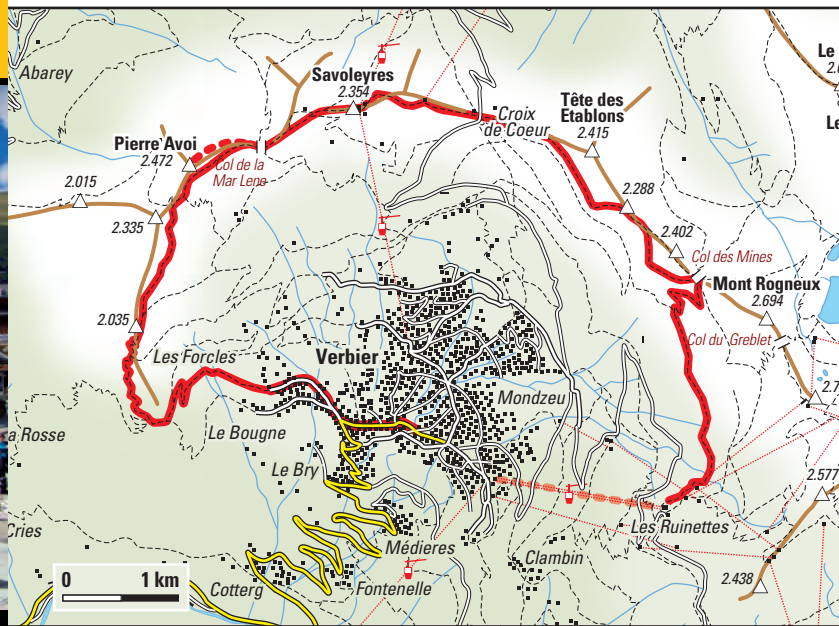 Abarey
Savoleyres
2.354
Le
Tête des
Etablons
2.415
Le
Croix
de Coeur
Pierre Avoi
2.472
Col de la
Mar Lene
2.015
2.335
2.288
2.402
Col des Mines
Mont Rogneux
2.694
2.035
Col du Greblet
Les Forcles
Verbier
Mondzeu
Le Bougne
a Rosse
Le Bry
2.577
Cries
Les Ruinettes
Médieres
Clambin
0 1 km
Cotterg
Fontenelle
2.438